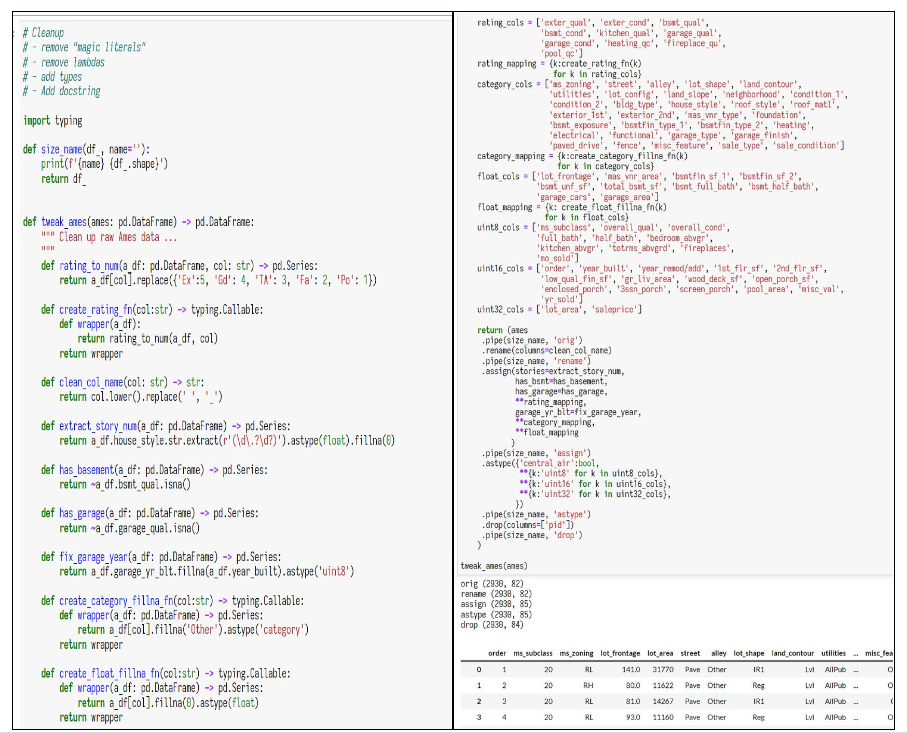 # Cleanup
# - remove "magic literals"
# - remove lambdas
# - add types
# - Add docstring
import typing
def size_name(df_, name=''):
    print(f'{name} {df_.shape}')
    return df_
def tweak_ames(ames: pd.DataFrame) -> pd.DataFrame:
    """ Clean up raw Ames data ...
    """
    def rating_to_num(a_df: pd.DataFrame, col: str) -> pd.Series:
        return a_df[col].replace({'Ex':5, 'Gd': 4, 'TA': 3, 'Fa': 2, 'Po': 1})
    def create_rating_fn(col:str) -> typing.Callable:
        def wrapper(a_df):
            return rating_to_num(a_df, col)
        return wrapper
    def clean_col_name(col: str) -> str:
        return col.lower().replace(' ', '_')
    def extract_story_num(a_df: pd.DataFrame) -> pd.Series:
        return a_df.house_style.str.extract(r'(\d\.?\d?)').astype(float).fillna(0)
    def has_basement(a_df: pd.DataFrame) -> pd.Series:
        return ~a_df.bsmt_qual.isna()
    def has_garage(a_df: pd.DataFrame) -> pd.Series:
        return ~a_df.garage_qual.isna()
    def fix_garage_year(a_df: pd.DataFrame) -> pd.Series:
        return a_df.garage_yr_blt.fillna(a_df.year_built).astype('uint8')
    def create_category_fillna_fn(col:str) -> typing.Callable:
        def wrapper(a_df: pd.DataFrame) -> pd.Series:
            return a_df[col].fillna('Other').astype('category')
        return wrapper
    def create_float_fillna_fn(col:str) -> typing.Callable:
        def wrapper(a_df: pd.DataFrame) -> pd.Series:
            return a_df[col].fillna(0).astype(float)
        return wrapper
    rating_cols = ['exter_qual', 'exter_cond', 'bsmt_qual',
                   'bsmt_cond', 'kitchen_qual', 'garage_qual',
                   'garage_cond', 'heating_qc', 'fireplace_qu',
                   'pool_qc']
    rating_mapping = {k:create_rating_fn(k)
                      for k in rating_cols}
    category_cols = ['ms_zoning', 'street', 'alley', 'lot_shape', 'land_contour',
                     'utilities', 'lot_config', 'land_slope', 'neighborhood', 'condition_1',
                     'condition_2', 'bldg_type', 'house_style', 'roof_style', 'roof_matl',
                     'exterior_1st', 'exterior_2nd', 'mas_vnr_type', 'foundation',
                     'bsmt_exposure', 'bsmtfin_type_1', 'bsmtfin_type_2', 'heating',
                     'electrical', 'functional', 'garage_type', 'garage_finish',
                     'paved_drive', 'fence', 'misc_feature', 'sale_type', 'sale_condition']
    category_mapping = {k:create_category_fillna_fn(k)
                        for k in category_cols}
    float_cols = ['lot_frontage', 'mas_vnr_area', 'bsmtfin_sf_1', 'bsmtfin_sf_2',
                  'bsmt_unf_sf', 'total_bsmt_sf', 'bsmt_full_bath', 'bsmt_half_bath',
                  'garage_cars', 'garage_area']
    float_mapping = {k: create_float_fillna_fn(k)
                     for k in float_cols}
    uint8_cols = ['ms_subclass', 'overall_qual', 'overall_cond',
                  'full_bath', 'half_bath', 'bedroom_abvgr',
                  'kitchen_abvgr', 'totrms_abvgrd', 'fireplaces',
                  'mo_sold']
    uint16_cols = ['order', 'year_built', 'year_remod/add', '1st_flr_sf', '2nd_flr_sf',
                   'low_qual_fin_sf', 'gr_liv_area', 'wood_deck_sf', 'open_porch_sf',
                   'enclosed_porch', '3ssn_porch', 'screen_porch', 'pool_area', 'misc_val',
                   'yr_sold']
    uint32_cols = ['lot_area', 'saleprice']
    return (ames
     .pipe(size_name, 'orig')
     .rename(columns=clean_col_name)
     .pipe(size_name, 'rename')
     .assign(stories=extract_story_num,
             has_bsmt=has_basement,
             has_garage=has_garage,
             **rating_mapping,
             garage_yr_blt=fix_garage_year,
             **category_mapping,
             **float_mapping
            )
     .pipe(size_name, 'assign')
     .astype({'central_air':bool,
              **{k:'uint8' for k in uint8_cols},
              **{k:'uint16' for k in uint16_cols},
              **{k:'uint32' for k in uint32_cols},
             })
     .pipe(size_name, 'astype')
     .drop(columns=['pid'])
     .pipe(size_name, 'drop')
    )
tweak_ames(ames)
orig (2930, 82)
rename (2930, 82)
assign (2930, 85)
astype (2930, 85)
drop (2930, 84)
order ms_subclass ms_zoning lot_frontage lot_area street alley lot_shape land_contour utilities ... misc_fea
0 1 20 RL 141.0 31770 Pave Other IR1 Lvl AllPub ... O
1 2 20 RH 80.0 11622 Pave Other Reg Lvl AllPub ... O
2 3 20 RL 81.0 14267 Pave Other IR1 Lvl AllPub ...
3 4 20 RL 93.0 11160 Pave Other Reg Lvl AllPub ... O